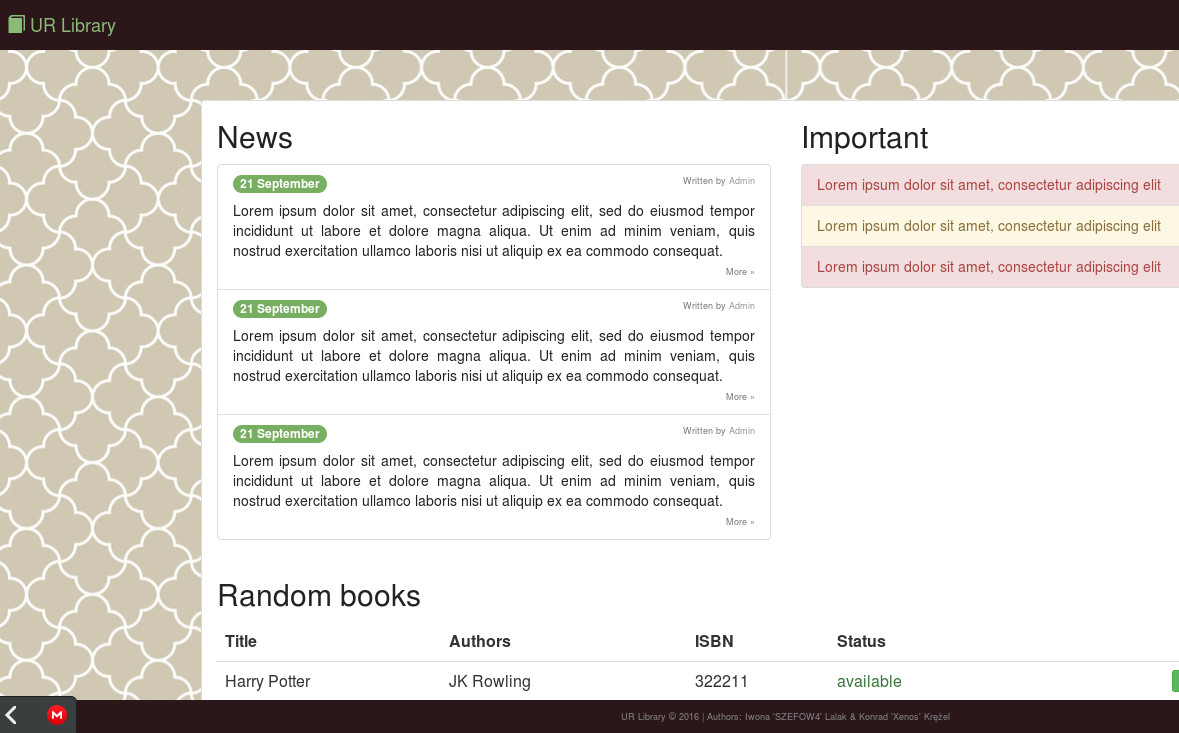 UR Library
News
Important
21 September
Written by Admin
Lorem ipsum dolor sit amet, consectetur adipiscing elit, sed do eiusmod tempor
incididunt ut labore et dolore magna aliqua. Ut enim ad minim veniam, quis
nostrud exercitation ullamco laboris nisi ut aliquip ex ea commodo consequat.
More »
21 September
Written by Admin
Lorem ipsum dolor sit amet, consectetur adipiscing elit, sed do eiusmod tempor
incididunt ut labore et dolore magna aliqua. Ut enim ad minim veniam, quis
nostrud exercitation ullamco laboris nisi ut aliquip ex ea commodo consequat.
More »
21 September
Written by Admin
Lorem ipsum dolor sit amet, consectetur adipiscing elit, sed do eiusmod tempor
incididunt ut labore et dolore magna aliqua. Ut enim ad minim veniam, quis
nostrud exercitation ullamco laboris nisi ut aliquip ex ea commodo consequat.
More »
Lorem ipsum dolor sit amet, consectetur adipiscing elit
Lorem ipsum dolor sit amet, consectetur adipiscing elit
Lorem ipsum dolor sit amet, consectetur adipiscing elit
Random books
Title Authors ISBN Status
Harry Potter JK Rowling 322211 available
M
UR Library © 2016 | Authors: Iwona 'SZEFOW4' Lalak & Konrad 'Xenos' Krężel